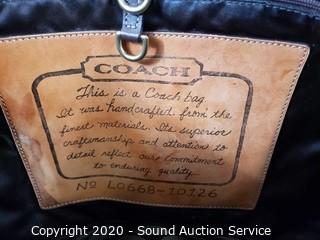 COACH
This is a Coach bag.
It was handcrafted from the
finest materials. Its superior
craftsmanship and attention to
detail reflect our commitment
to enduring quality.
Nº L0668-10126
Copyright 2020 - Sound Auction Service